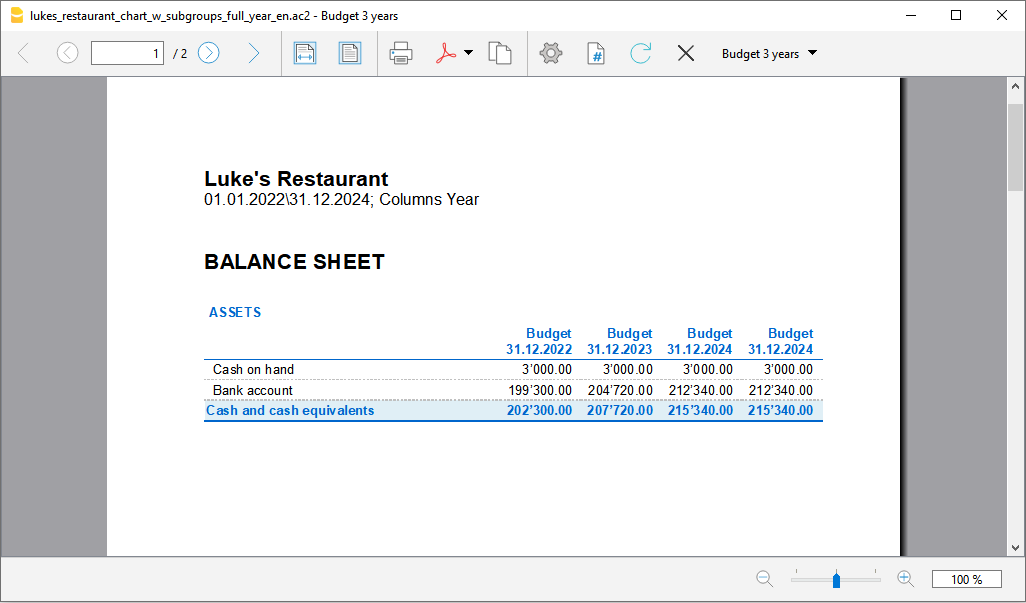 lukes_restaurant_chart_w_subgroups_full_year_en.ac2 - Budget 3 years
1 / 2 Budget 3 years
Luke's Restaurant
01.01.2022\31.12.2024; Columns Year
BALANCE SHEET
ASSETS
Budget Budget Budget Budget
31.12.2022 31.12.2023 31.12.2024 31.12.2024
Cash on hand 3'000.00 3'000.00 3'000.00 3'000.00
Bank account 199'300.00 204'720.00 212'340.00 212'340.00
Cash and cash equivalents 202'300.00 207'720.00 215'340.00 215'340.00
100 %